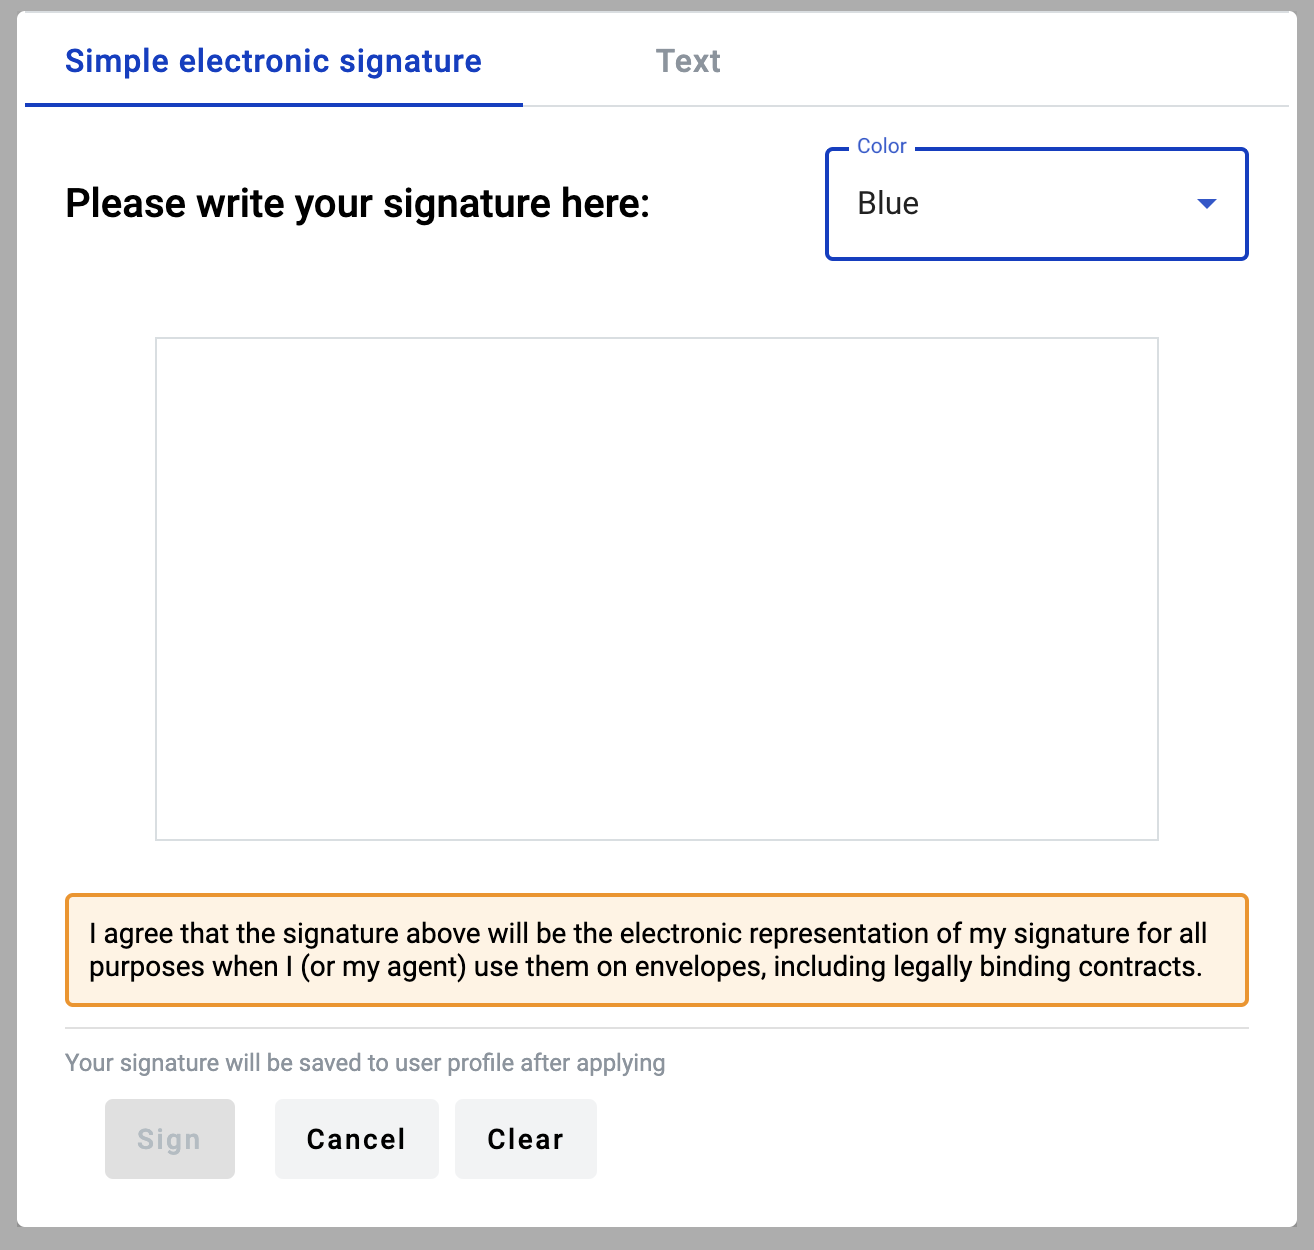 Simple electronic signature
Text
Color
Please write your signature here:
Blue
I agree that the signature above will be the electronic representation of my signature for all
purposes when I (or my agent) use them on envelopes, including legally binding contracts.
Your signature will be saved to user profile after applying
Sign
Cancel
Clear